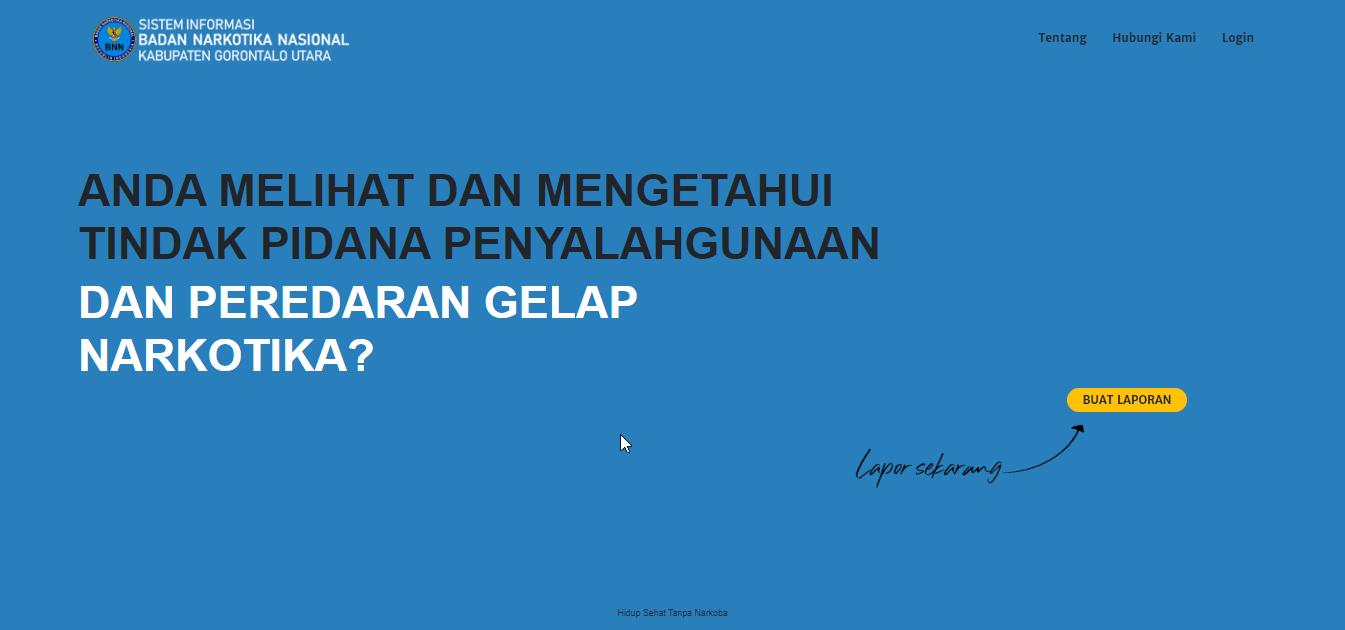 SISTEM INFORMASI
BADAN NARKOTIKA NASIONAL
KABUPATEN GORONTALO UTARA
BNN
Tentang
Hubungi Kami
Login
ANDA MELIHAT DAN MENGETAHUI
TINDAK PIDANA PENYALAHGUNAAN
DAN PEREDARAN GELAP
NARKOTIKA?
BUAT LAPORAN
Lapor sekarang
Hidup Sehat Tanpa Narkoba